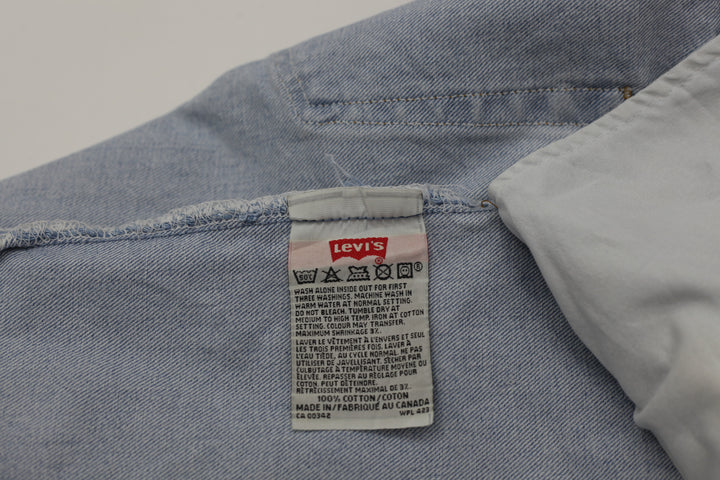 LEVI'S
®
50°C ®
WASH ALONE INSIDE OUT FOR FIRST
THREE WASHINGS. MACHINE WASH IN
WARM WATER AT NORMAL SETTING.
DO NOT BLEACH. TUMBLE DRY AT
MEDIUM TO HIGH TEMP. IRON AT COTTON
SETTING. COLOUR MAY TRANSFER.
MAXIMUM SHRINKAGE 3%.
LAVER LE VÊTEMENT À L'ENVERS ET SEUL
LES TROIS PREMIÈRES FOIS. LAVER À
L'EAU TIÈDE, AU CYCLE NORMAL. NE PAS
UTILISER DE JAVELLISANT. SÉCHER PAR
CULBUTAGE À TEMPÉRATURE MOYENS OU
ÉLEVÉE. REPASSER AU RÉGLAGE POUR
COTON. PEUT DÉTEINDRE.
RÉTRÉCISSEMENT MAXIMAL DE 3%.
100% COTTON/COTON
MADE IN/FABRIQUÉ AU CANADA
CA 00342 WPL 423